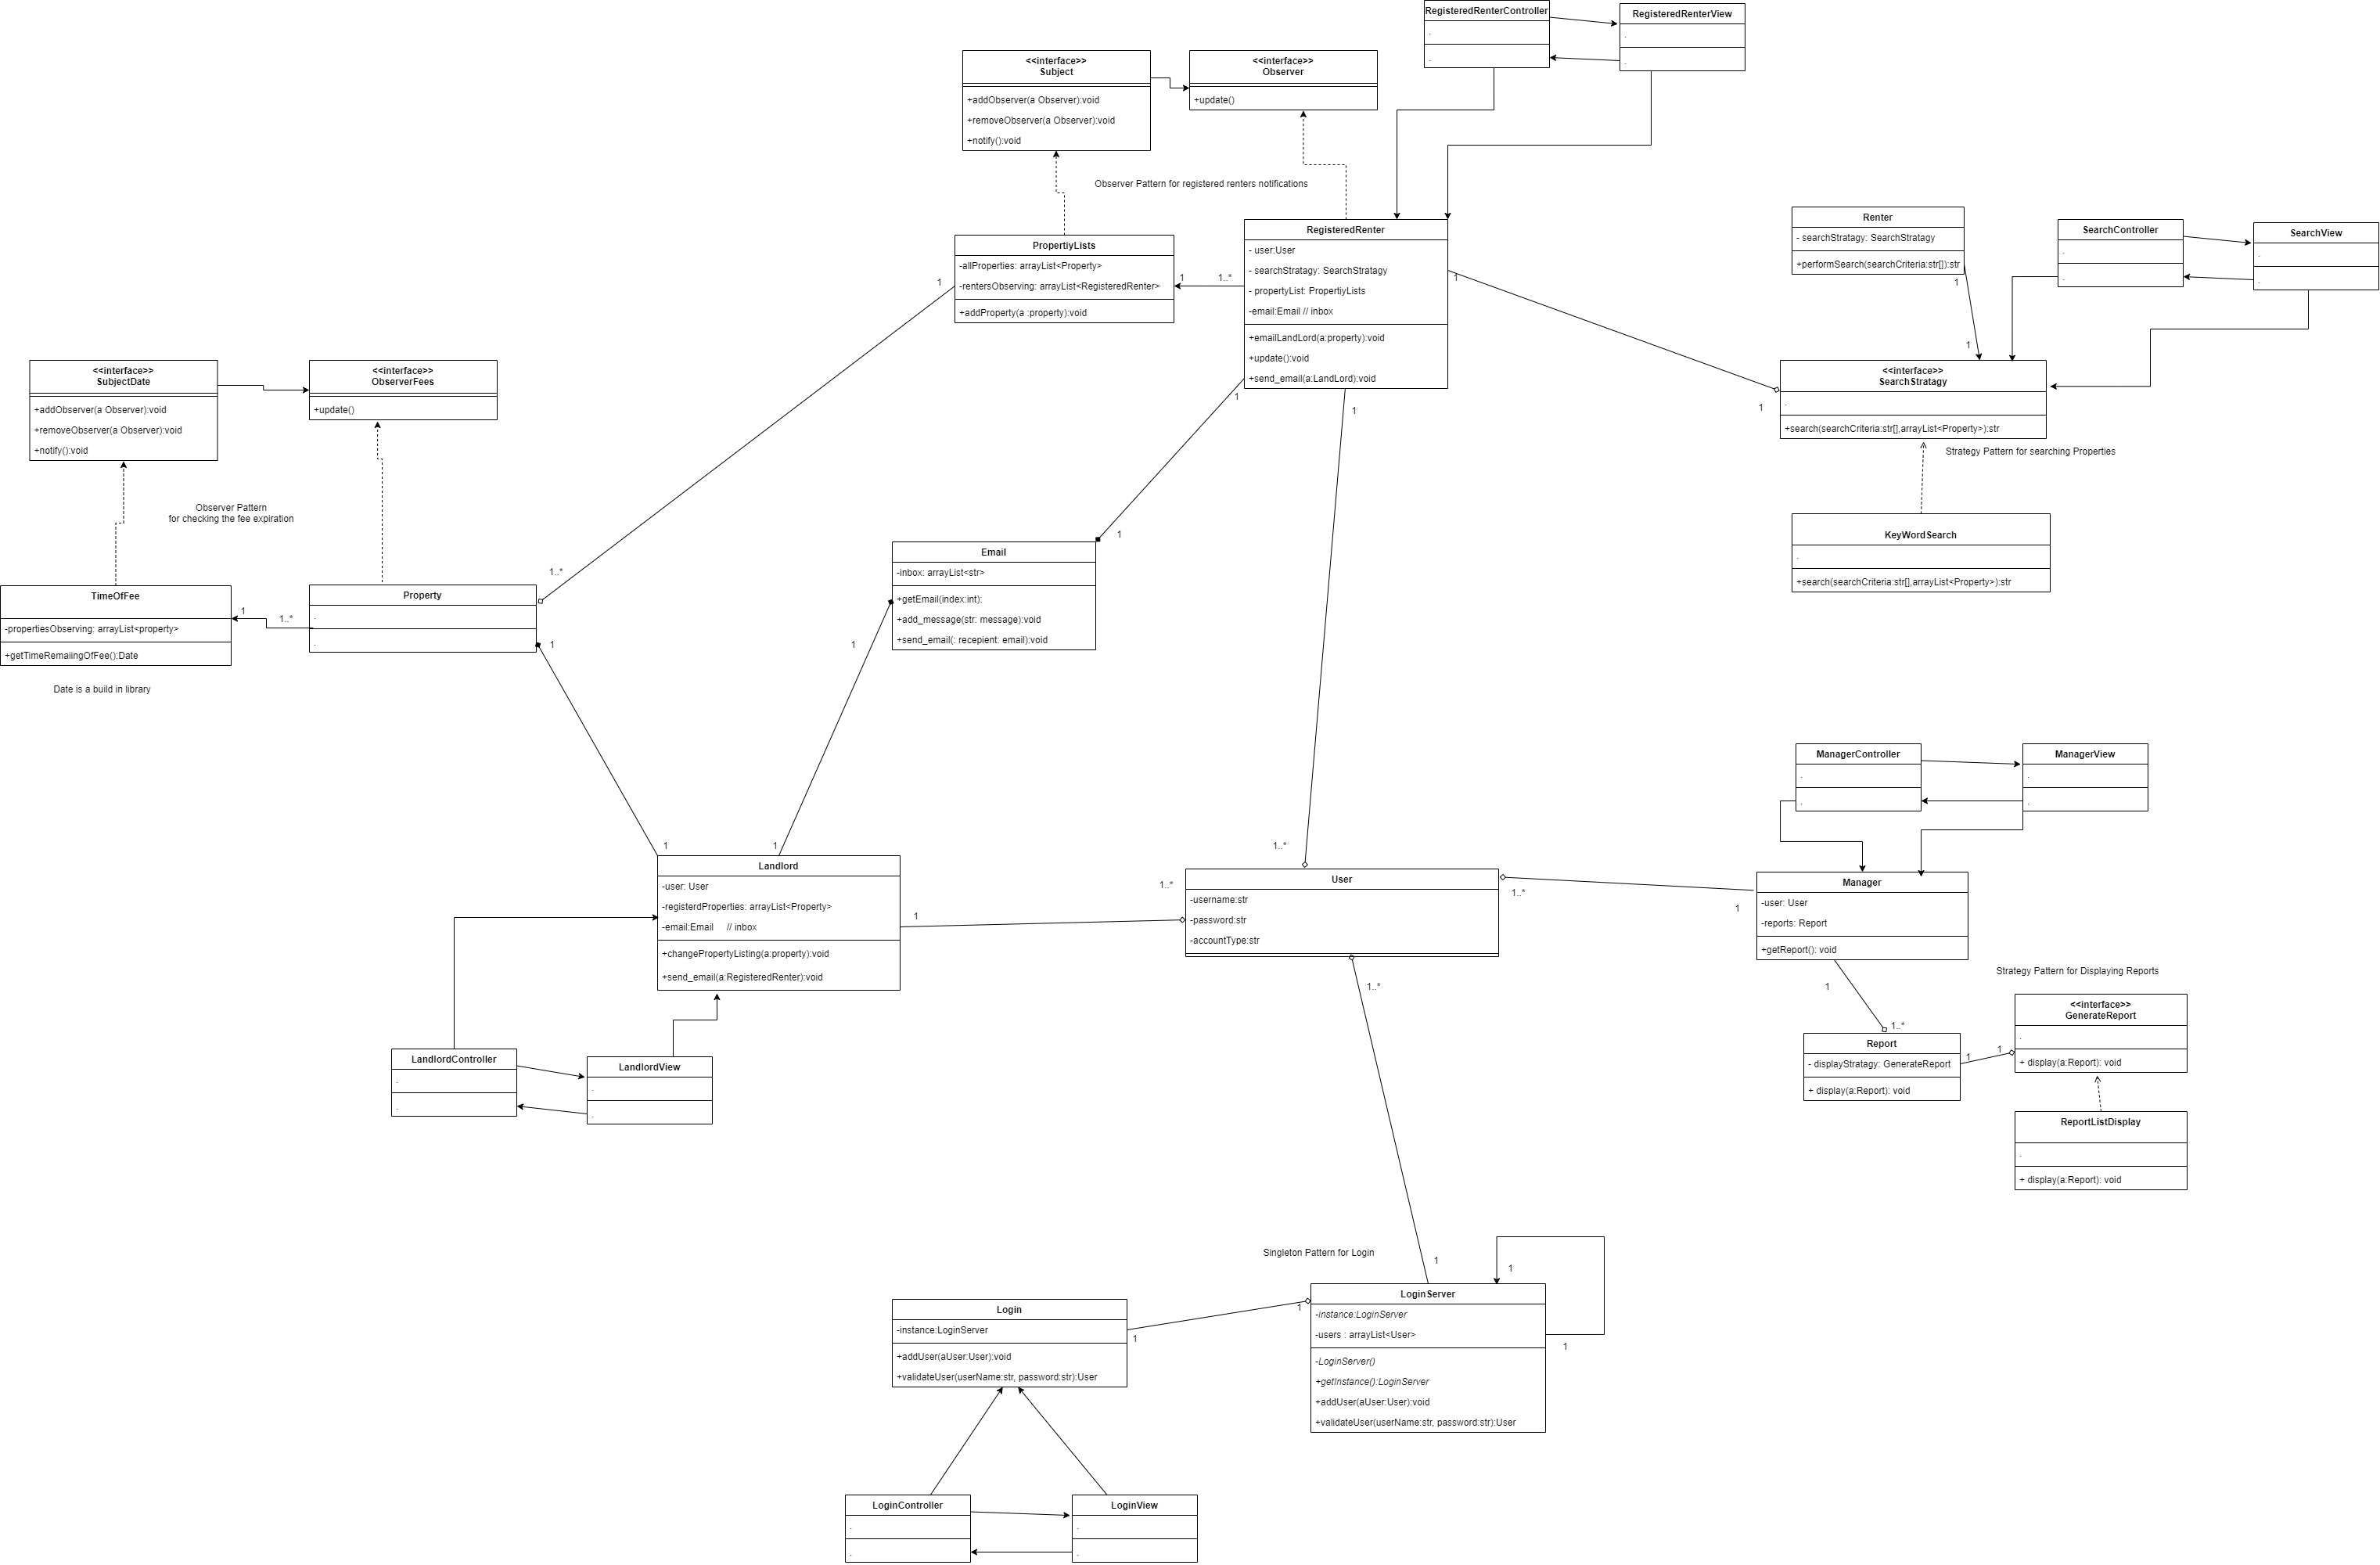 RegisteredRenterController
.
.
RegisteredRenterView
.
.
<<interface>>
Subject
+addObserver(a Observer):void
+removeObserver(a Observer):void
+notify():void
<<interface>>
Observer
+update()
Observer Pattern for registered renters notifications
PropertiyLists
-allProperties: arrayList<Property>
-rentersObserving: arrayList<RegisteredRenter>
+addProperty(a :property):void
1
1
1..*
RegisteredRenter
- user:User
- searchStratagy: SearchStratagy
- propertyList: PropertiyLists
-email:Email // inbox
+emailLandLord(a:property):void
+update():void
+send_email(a:LandLord):void
1
1
1
Renter
- searchStratagy: SearchStratagy
+performSearch(searchCriteria:str[]):str
1
1
SearchController
.
.
SearchView
.
.
<<interface>>
SearchStratagy
.
+search(searchCriteria:str[],arrayList<Property>):str
1
Strategy Pattern for searching Properties
KeyWordSearch
.
+search(searchCriteria:str[],arrayList<Property>):str
<<interface>>
SubjectDate
+addObserver(a Observer):void
+removeObserver(a Observer):void
+notify():void
<<interface>>
ObserverFees
+update()
Observer Pattern
for checking the fee expiration
TimeOfFee
-propertiesObserving: arrayList<property>
+getTimeRemaiingOfFee():Date
Date is a build in library
1
1..*
Property
.
.
1..*
1
Email
-inbox: arrayList<str>
+getEmail(index:int):
+add_message(str: message):void
+send_email(: recepient: email):void
1
1
1
1
Landlord
-user: User
-registerdProperties: arrayList<Property>
-email:Email // inbox
+changePropertyListing(a:property):void
+send_email(a:RegisteredRenter):void
1
1..*
1..*
User
-username:str
-password:str
-accountType:str
1..*
1..*
1
ManagerController
.
.
ManagerView
.
.
Manager
-user: User
-reports: Report
+getReport(): void
1
1..*
Strategy Pattern for Displaying Reports
Report
- displayStratagy: GenerateReport
+ display(a:Report): void
1
1
<<interface>>
GenerateReport
.
+ display(a:Report): void
ReportListDisplay
.
+ display(a:Report): void
LandlordController
.
.
LandlordView
.
.
Singleton Pattern for Login
1
1
1
LoginServer
-instance:LoginServer
-users : arrayList<User>
-LoginServer()
+getInstance():LoginServer
+addUser(aUser:User):void
+validateUser(userName:str, password:str):User
Login
-instance:LoginServer
+addUser(aUser:User):void
+validateUser(userName:str, password:str):User
1
1
LoginController
.
.
LoginView
.
.